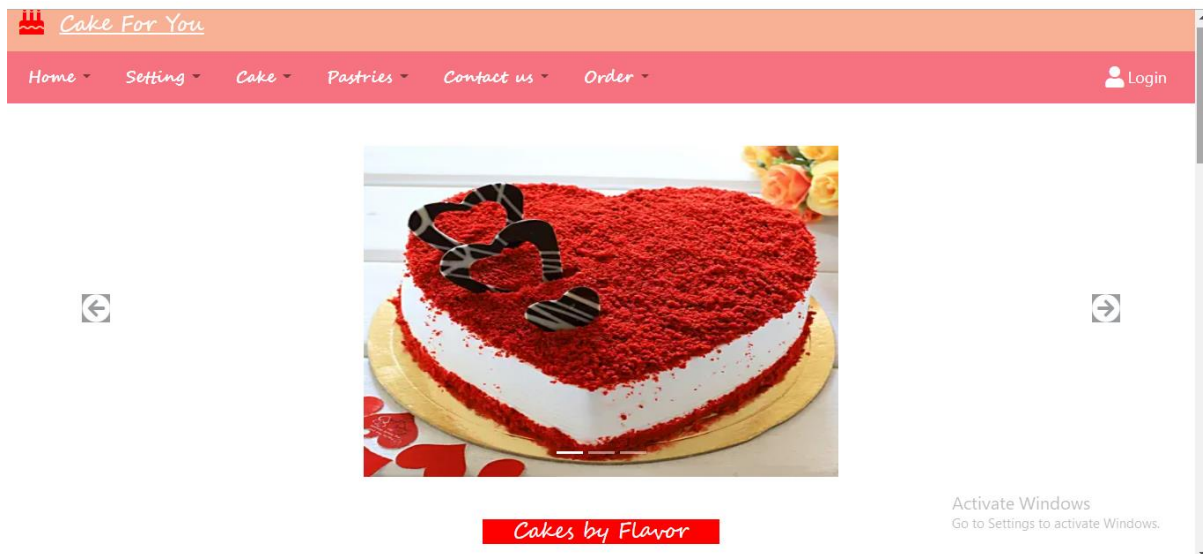 Cake For You
Home Setting Cake Pastries Contact us Order Login
Cakes by Flavor
Activate Windows
Go to Settings to activate Windows.